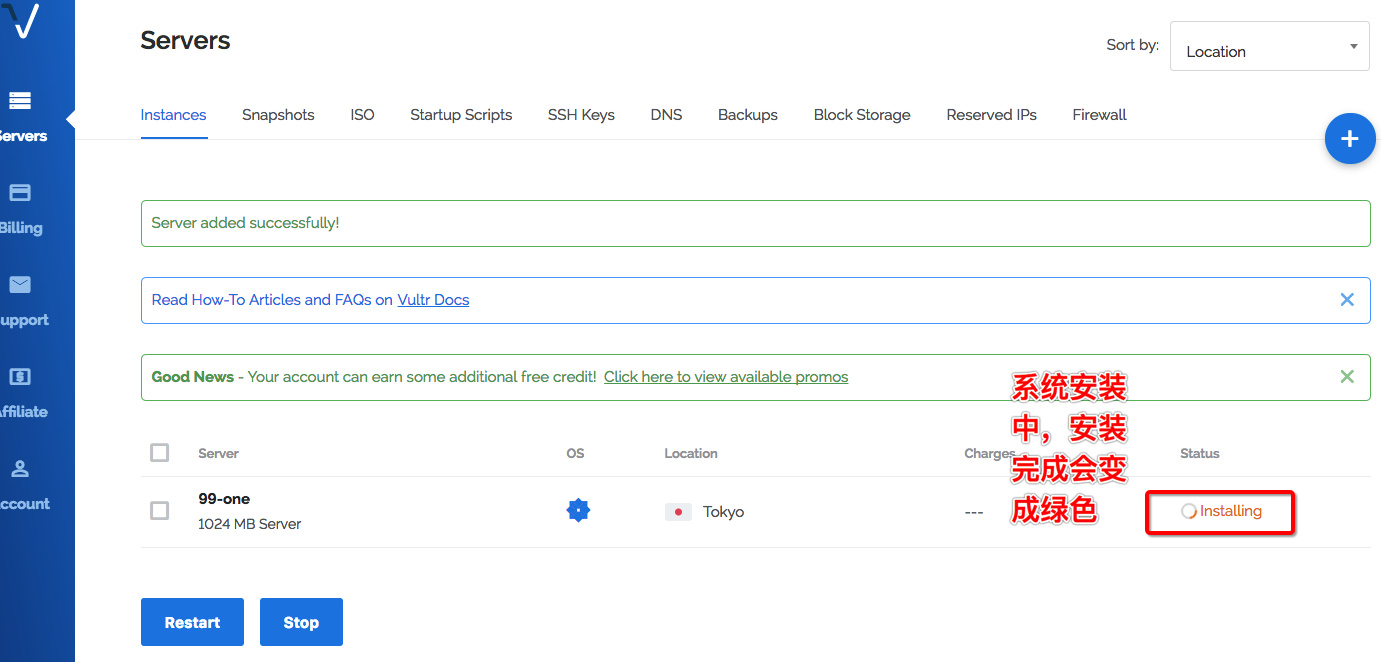 Servers
Sort by:
Location
Instances
Snapshots
ISO
Startup Scripts
SSH Keys
DNS
Backups
Block Storage
Reserved IPs
Firewall
ervers
Billing
upport
ffiliate
ccount
Server added successfully!
Read How-To Articles and FAQs on Vultr Docs
Good News - Your account can earn some additional free credit! Click here to view available promos
系统安装
中，安装
完成会变
成绿色
Server
OS
Location
Charges
Status
99-one
1024 MB Server
Tokyo
---
Installing
Restart
Stop